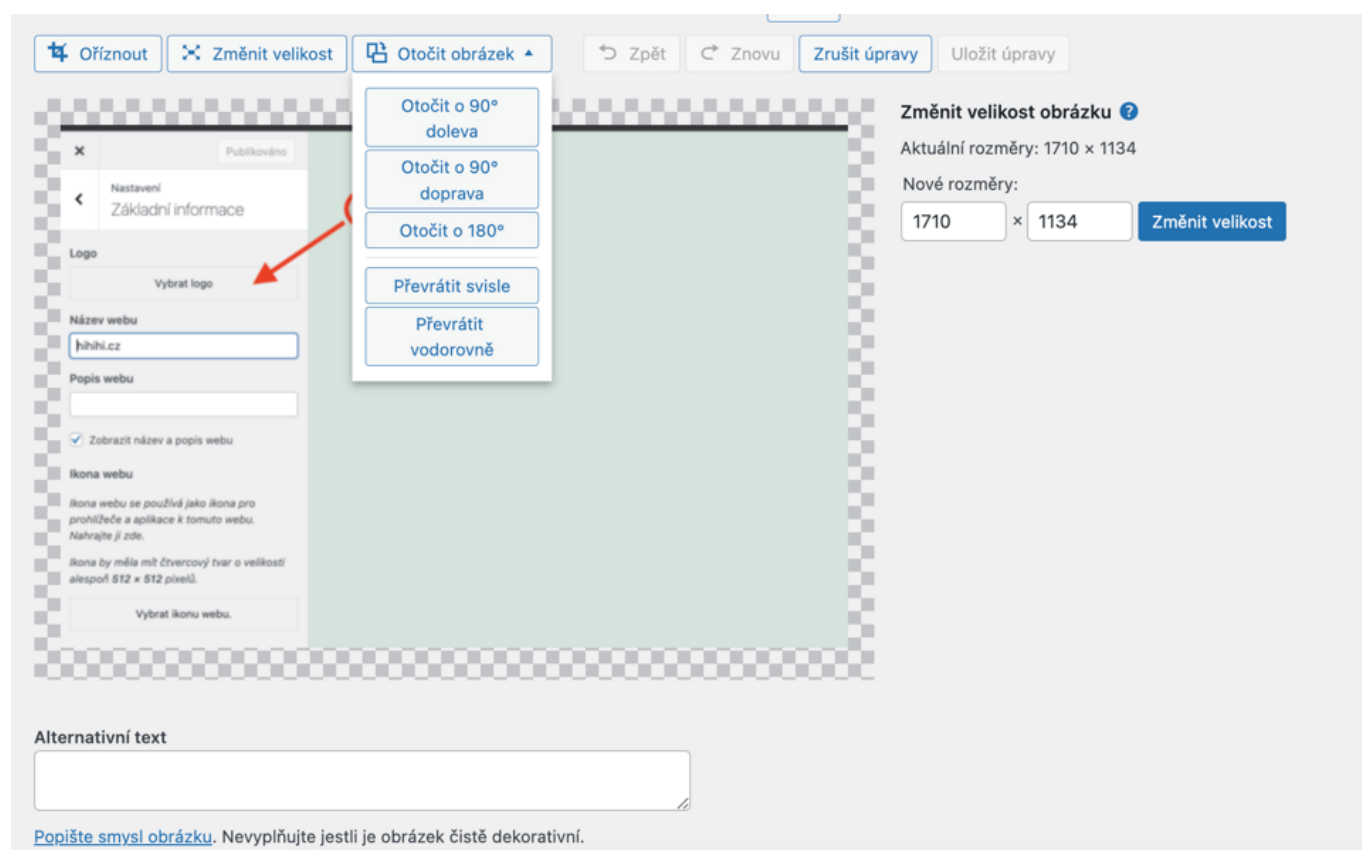 Oříznout
Změnit velikost
Otočit obrázek
Zpět
Znovu
Zrušit úpravy
Uložit úpravy
Otočit o 90°
doleva
Otočit o 90°
doprava
Otočit o 180°
Převrátit svisle
Převrátit
vodorovně
Publikováno
Nastavení
Základní informace
Logo
Vybrat logo
Název webu
hihihi.cz
Popis webu
Zobrazit název a popis webu
Ikona webu
Ikona webu se používá jako ikona pro
prohlížeče a aplikace k tomuto webu.
Nahrajte ji zde.
Ikona by měla mít čtvercový tvar o velikosti
alespoň 512 × 512 pixelů.
Vybrat ikonu webu.
Změnit velikost obrázku
Aktuální rozměry: 1710 × 1134
Nové rozměry:
1710 × 1134 Změnit velikost
Alternativní text
Popište smysl obrázku. Nevyplňujte jestli je obrázek čistě dekorativní.